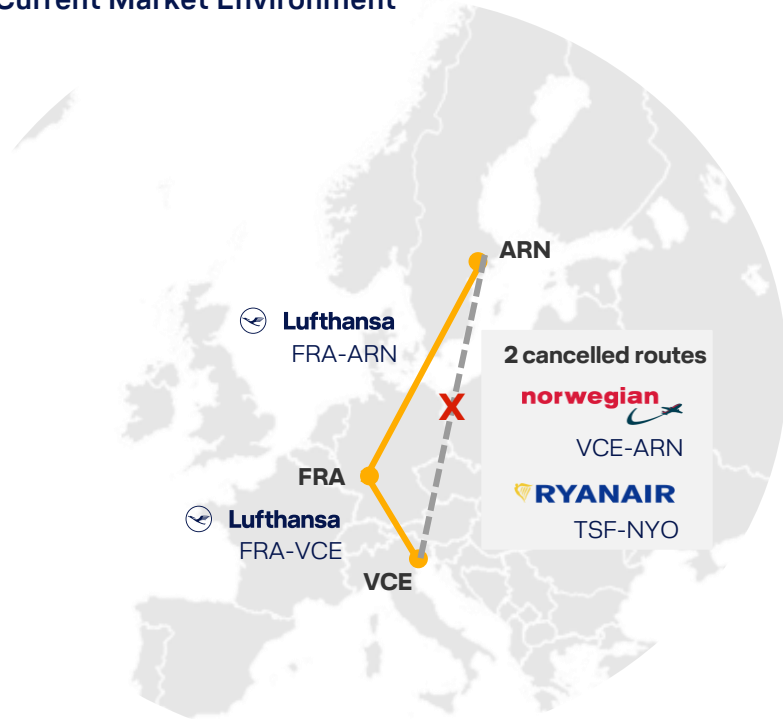 Current Market Environment
ARN
Lufthansa
FRA-ARN
2 cancelled routes
norwegian
X
VCE-ARN
FRA
RYANAIR
Lufthansa
TSF-NYO
FRA-VCE
VCE